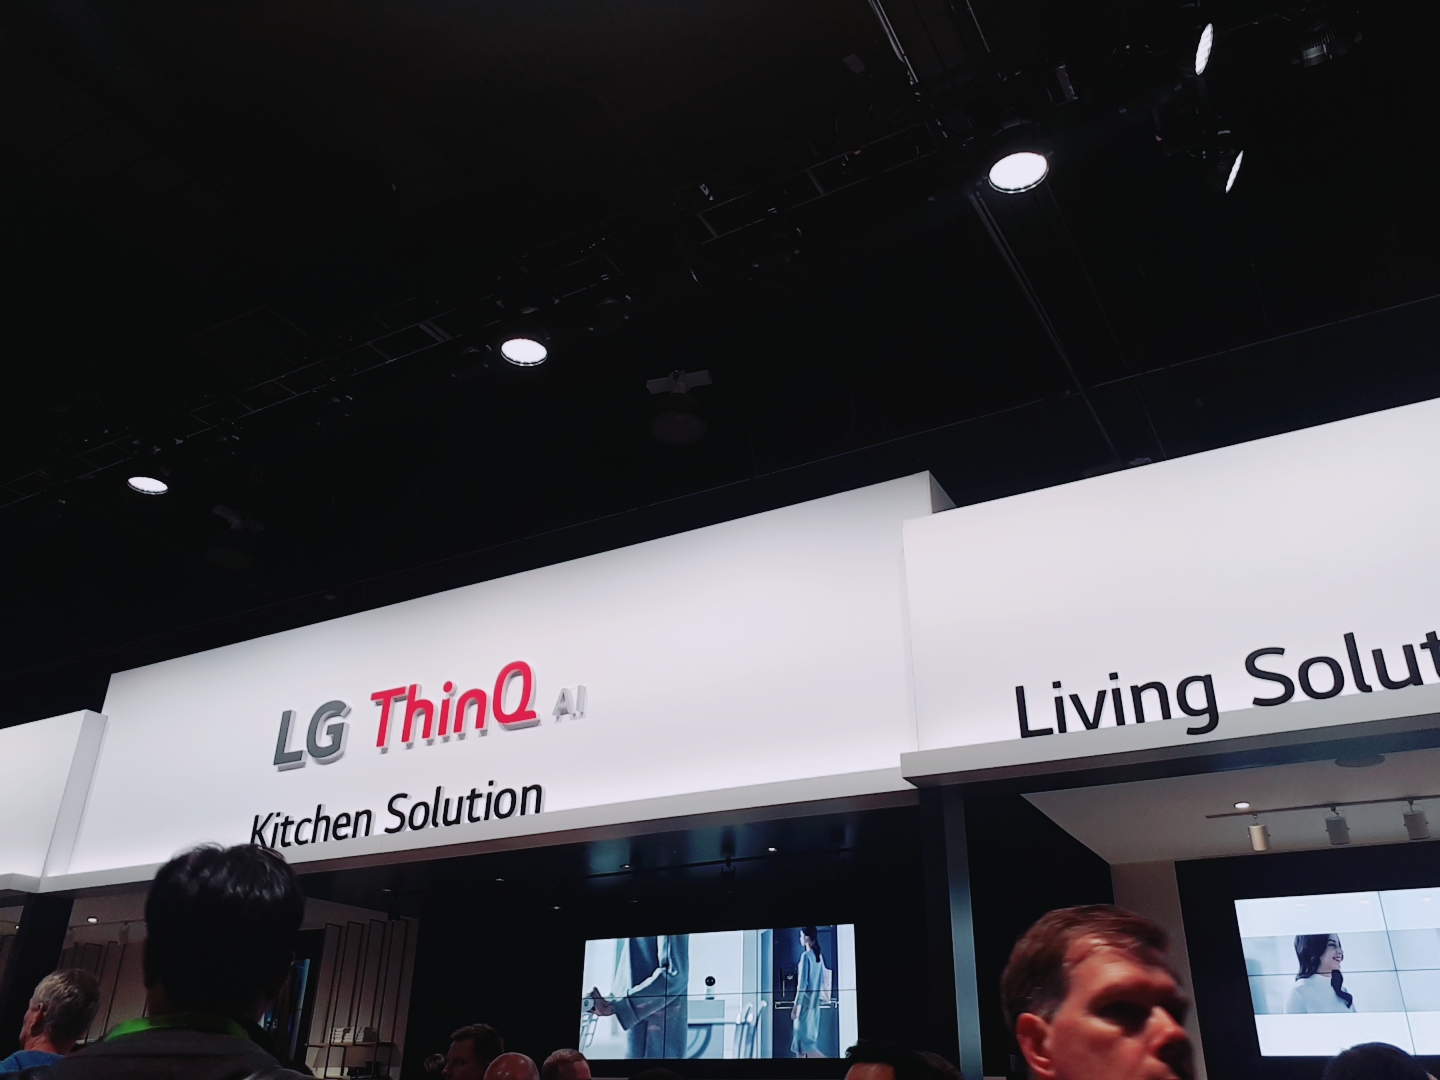 LG ThinQ AI
Kitchen Solution
Living Solut